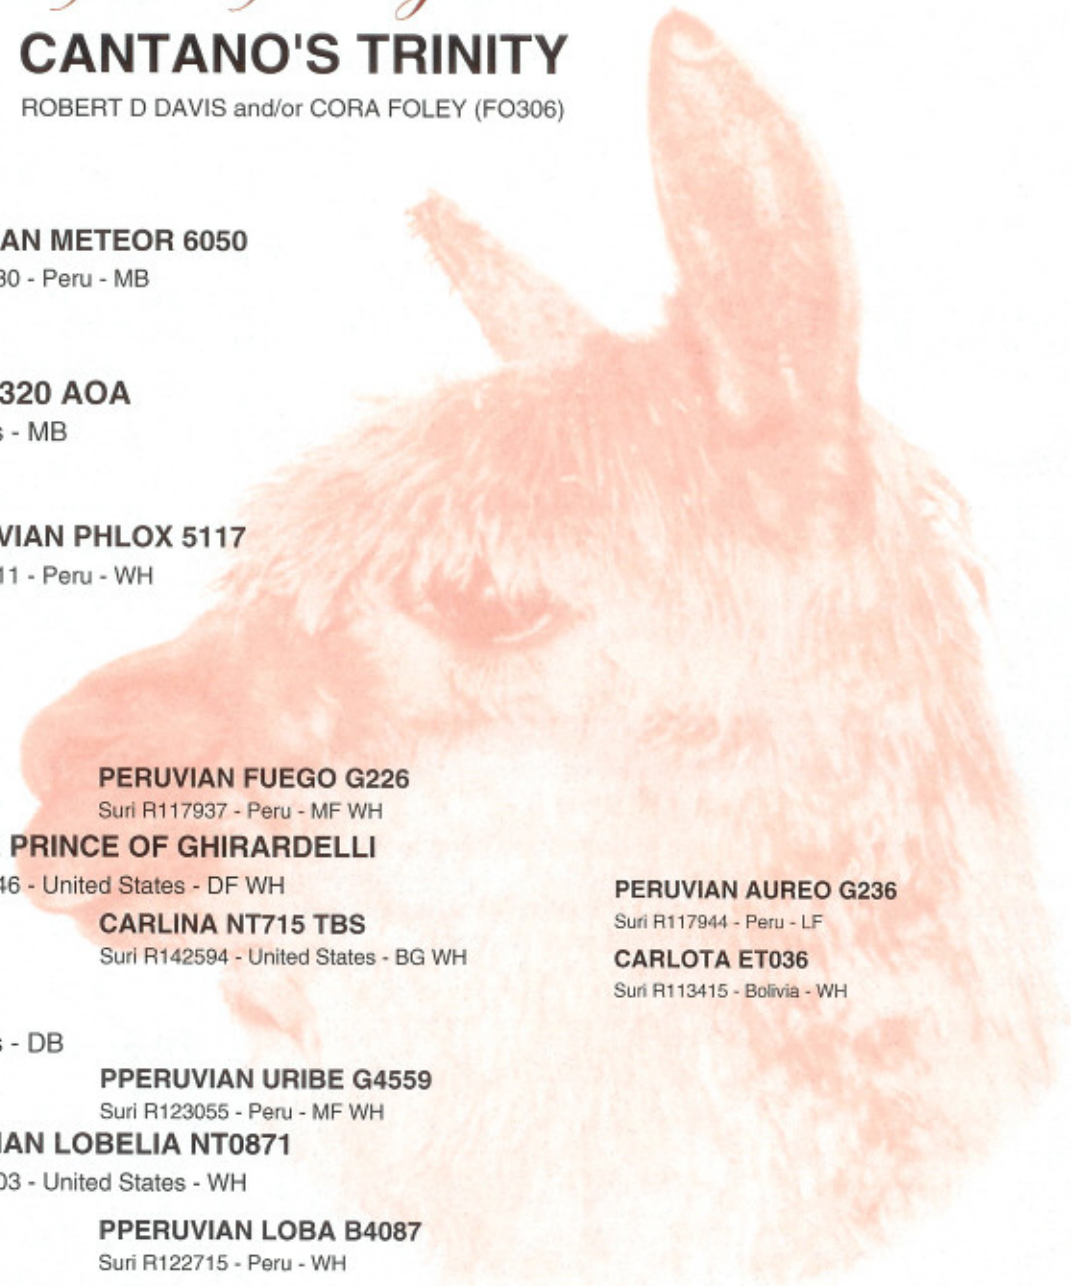 CANTANO'S TRINITY
ROBERT D DAVIS and/or CORA FOLEY (FO306)
AN METEOR 6050
30 - Peru - MB
320 AOA
s - MB
VIAN PHLOX 5117
11 - Peru - WH
PERUVIAN FUEGO G226
Suri R117937 - Peru - MF WH
PRINCE OF GHIRARDELLI
46 - United States - DF WH
PERUVIAN AUREO G236
CARLINA NT715 TBS
Suri R117944 - Peru - LF
Suri R142594 - United States - BG WH
CARLOTA ET036
Suri R113415 - Bolivia - WH
s - DB
PPERUVIAN URIBE G4559
Suri R123055 - Peru - MF WH
IAN LOBELIA NT0871
03 - United States - WH
PPERUVIAN LOBA B4087
Suri R122715 - Peru - WH